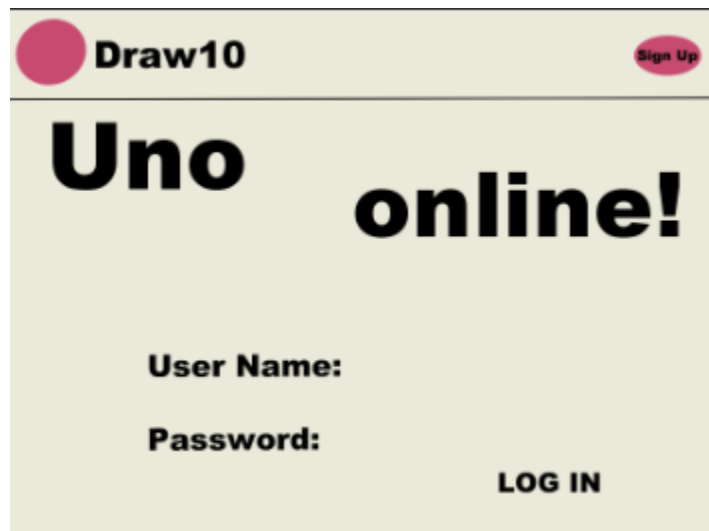 Draw10
Sign Up
Uno
online!
User Name:
Password:
LOG IN